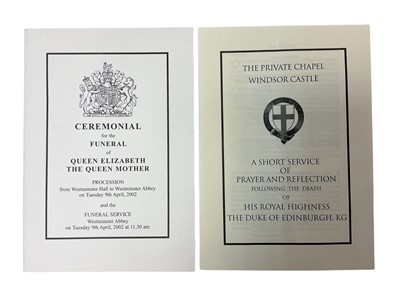 CEREMONIAL
for the
FUNERAL
of
QUEEN ELIZABETH
THE QUEEN MOTHER
PROCESSION
from Westminster Hall to Westminster Abbey
on Tuesday 9th April, 2002
and the
FUNERAL SERVICE
Westminster Abbey
on Tuesday 9th April, 2002 at 11.30 am
THE PRIVATE CHAPEL
WINDSOR CASTLE
A SHORT SERVICE
OF
PRAYER AND REFLECTION
FOLLOWING THE DEATH
OF
HIS ROYAL HIGHNESS
THE DUKE OF EDINBURGH, KG